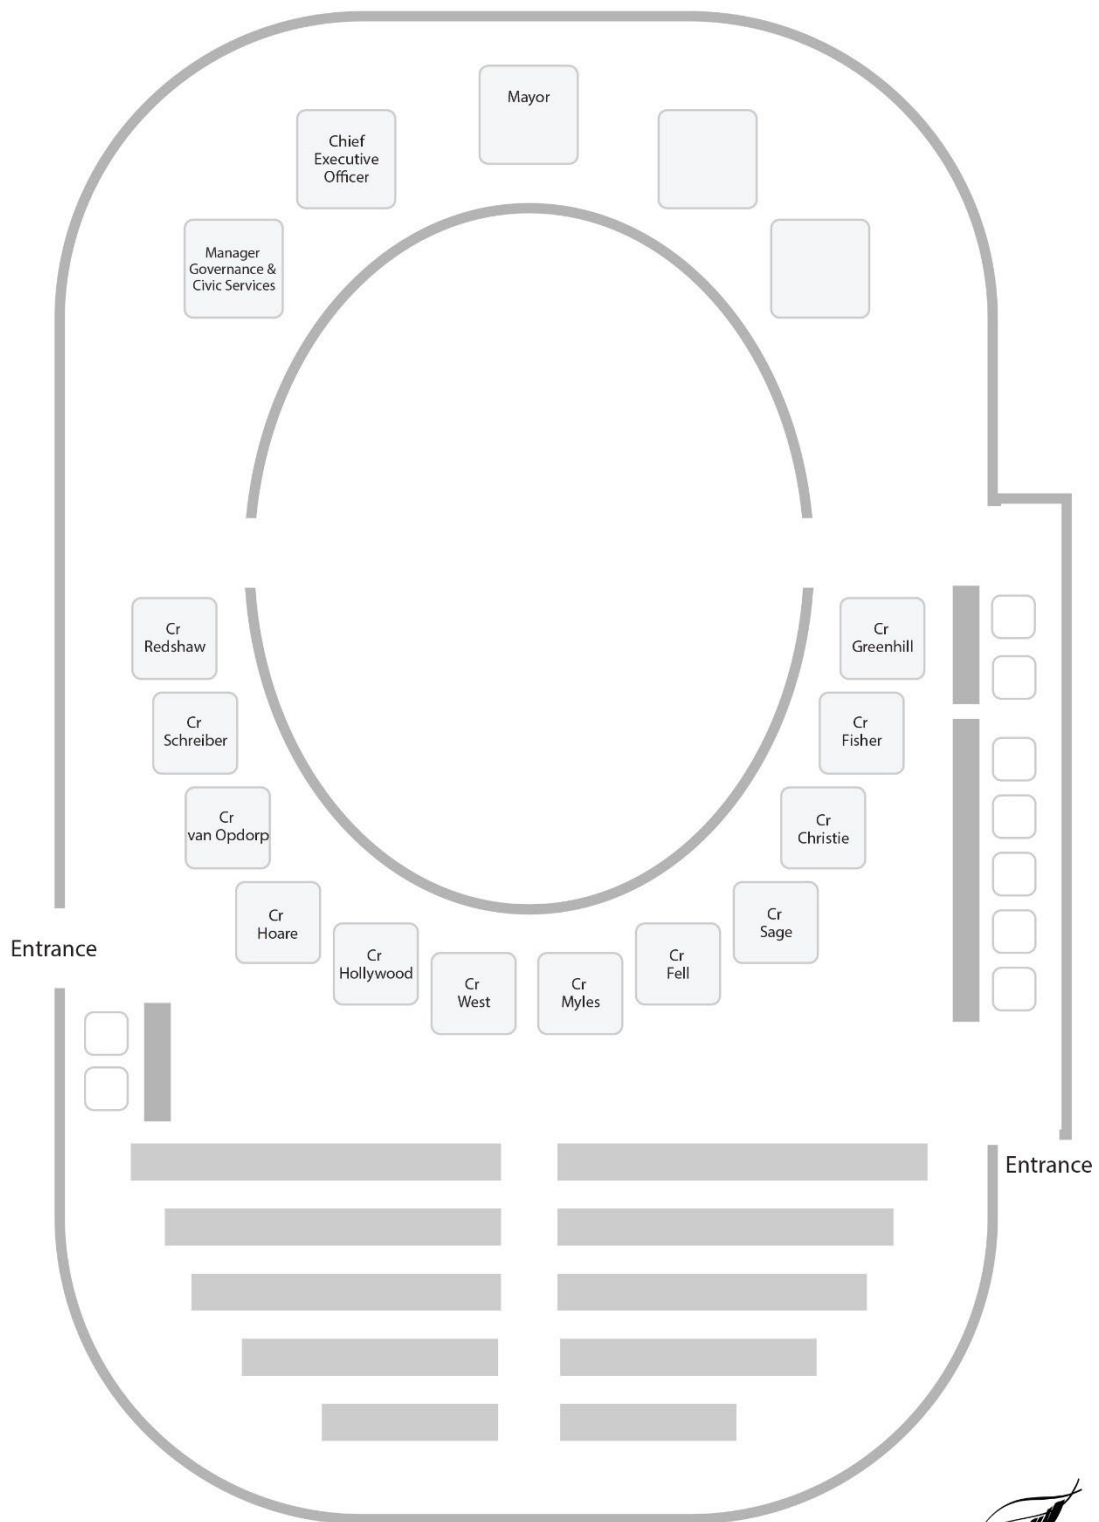 Mayor
Chief
Executive
Officer
Manager
Governance &
Civic Services
Cr
Redshaw
Cr
Greenhill
Cr
Schreiber
Cr
Fisher
Cr
van Opdorp
Cr
Christie
Cr
Hoare
Cr
Sage
Cr
Hollywood
Cr
Fell
Cr
West
Cr
Myles
Entrance
Entrance